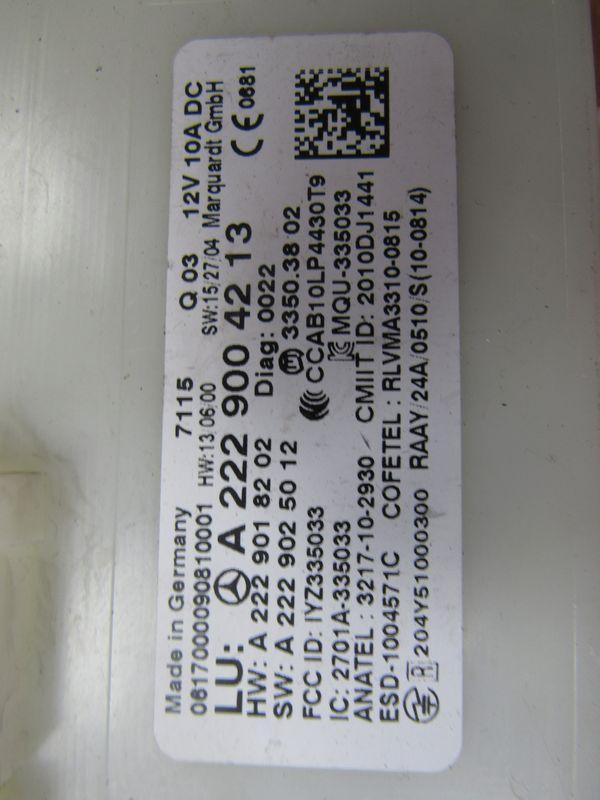 Made in Germany 7115 Q 03 12V 10A DC
06170000090810001 HW:13/06/00 SW:15/27/04 Marquardt GmbH
LU: A 222 900 42 13 CE 0681
HW: A 222 901 82 02 Diag: 0022
SW: A 222 902 50 12 3350.38 02
FCC ID: IYZ335033 CCAB10LP4430T9
IC: 2701A-335033 MQU-335033
ANATEL : 3217-10-2930 CMIIT ID: 2010DJ1441
ESD-1004571C COFETEL : RLVMA3310-0815
R 204Y51000300 RAAY/24A/0510/S(10-0814)